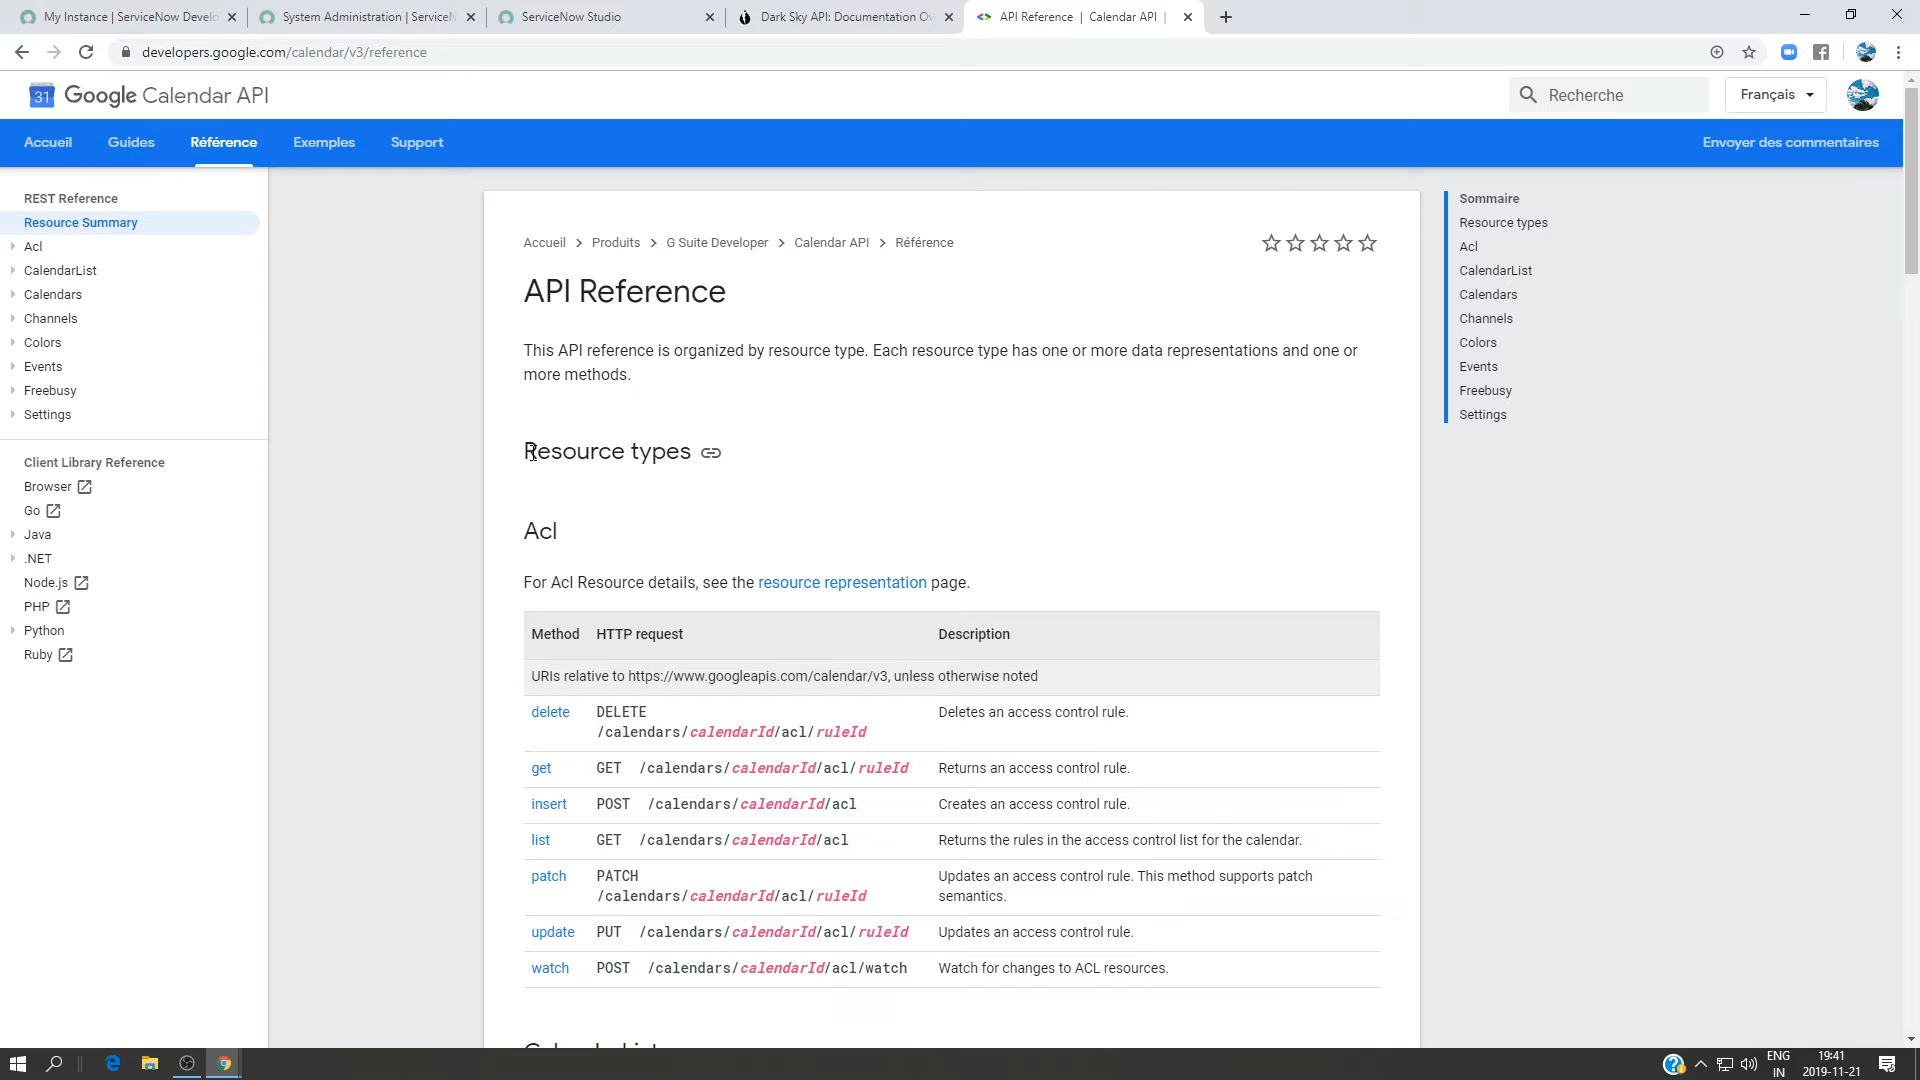 My Instance | ServiceNow Develo
System Administration | ServiceN
ServiceNow Studio
Dark Sky API: Documentation Ov
API Reference | Calendar API |
developers.google.com/calendar/v3/reference
31 Google Calendar API
Recherche
Français
Accueil
Guides
Référence
Exemples
Support
Envoyer des commentaires
REST Reference
Resource Summary
Acl
CalendarList
Calendars
Channels
Colors
Events
Freebusy
Settings
Client Library Reference
Browser
Go
Java
.NET
Node.js
PHP
Python
Ruby
Accueil > Produits > G Suite Developer > Calendar API > Référence
API Reference
This API reference is organized by resource type. Each resource type has one or more data representations and one or
more methods.
Resource types
Acl
For Acl Resource details, see the resource representation page.
Method HTTP request Description
URIs relative to https://www.googleapis.com/calendar/v3, unless otherwise noted
delete DELETE Deletes an access control rule.
/calendars/calendarId/acl/ruleId
get GET /calendars/calendarId/acl/ruleId Returns an access control rule.
insert POST /calendars/calendarId/acl Creates an access control rule.
list GET /calendars/calendarId/acl Returns the rules in the access control list for the calendar.
patch PATCH Updates an access control rule. This method supports patch
/calendars/calendarId/acl/ruleId semantics.
update PUT /calendars/calendarId/acl/ruleId Updates an access control rule.
watch POST /calendars/calendarId/acl/watch Watch for changes to ACL resources.
Sommaire
Resource types
Acl
CalendarList
Calendars
Channels
Colors
Events
Freebusy
Settings
ENG
IN
19:41
2019-11-21